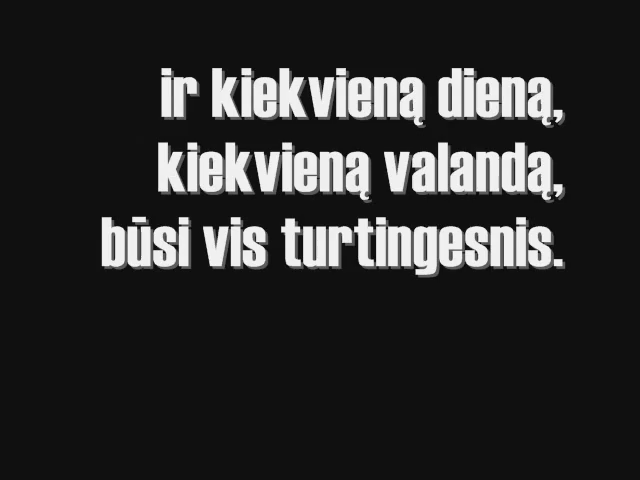 ir kiekvieną dieną,
kiekvieną valandą,
būsi vis turtingesnis.